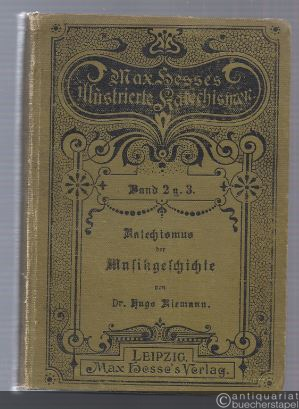 Max Hesses
Illustrierte Katechismen
Band 2 u. 3.
Katechismus
der
Musikgeschichte
von
Dr. Hugo Riemann.
LEIPZIG.
Max Hesse's Verlag.
antiquariat
buecherstapel